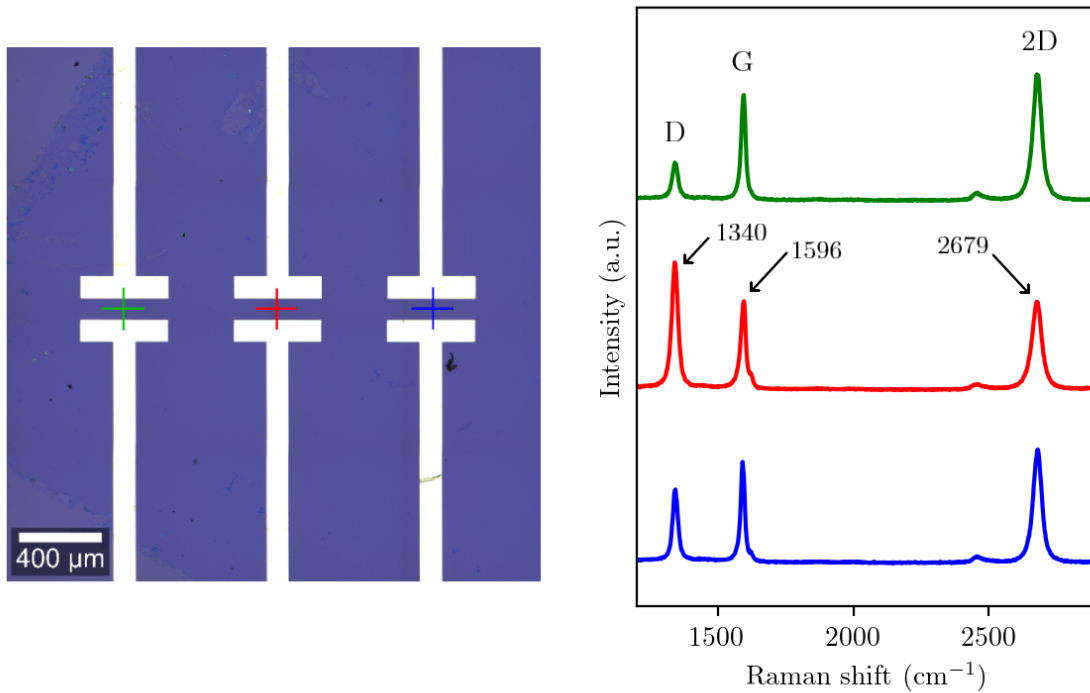 400 μm
2D
G
D
1340
1596
2679
Intensity (a.u.)
1500
2000
2500
Raman shift (cm⁻¹)